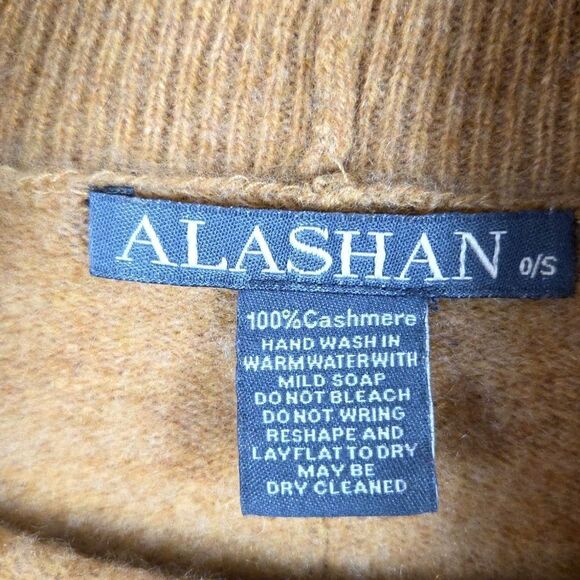 ALASHAN O/S
100%Cashmere
HAND WASH IN
WARM WATER WITH
MILD SOAP
DO NOT BLEACH
DO NOT WRING
RESHAPE AND
LAY FLAT TO DRY
MAY BE
DRY CLEANED